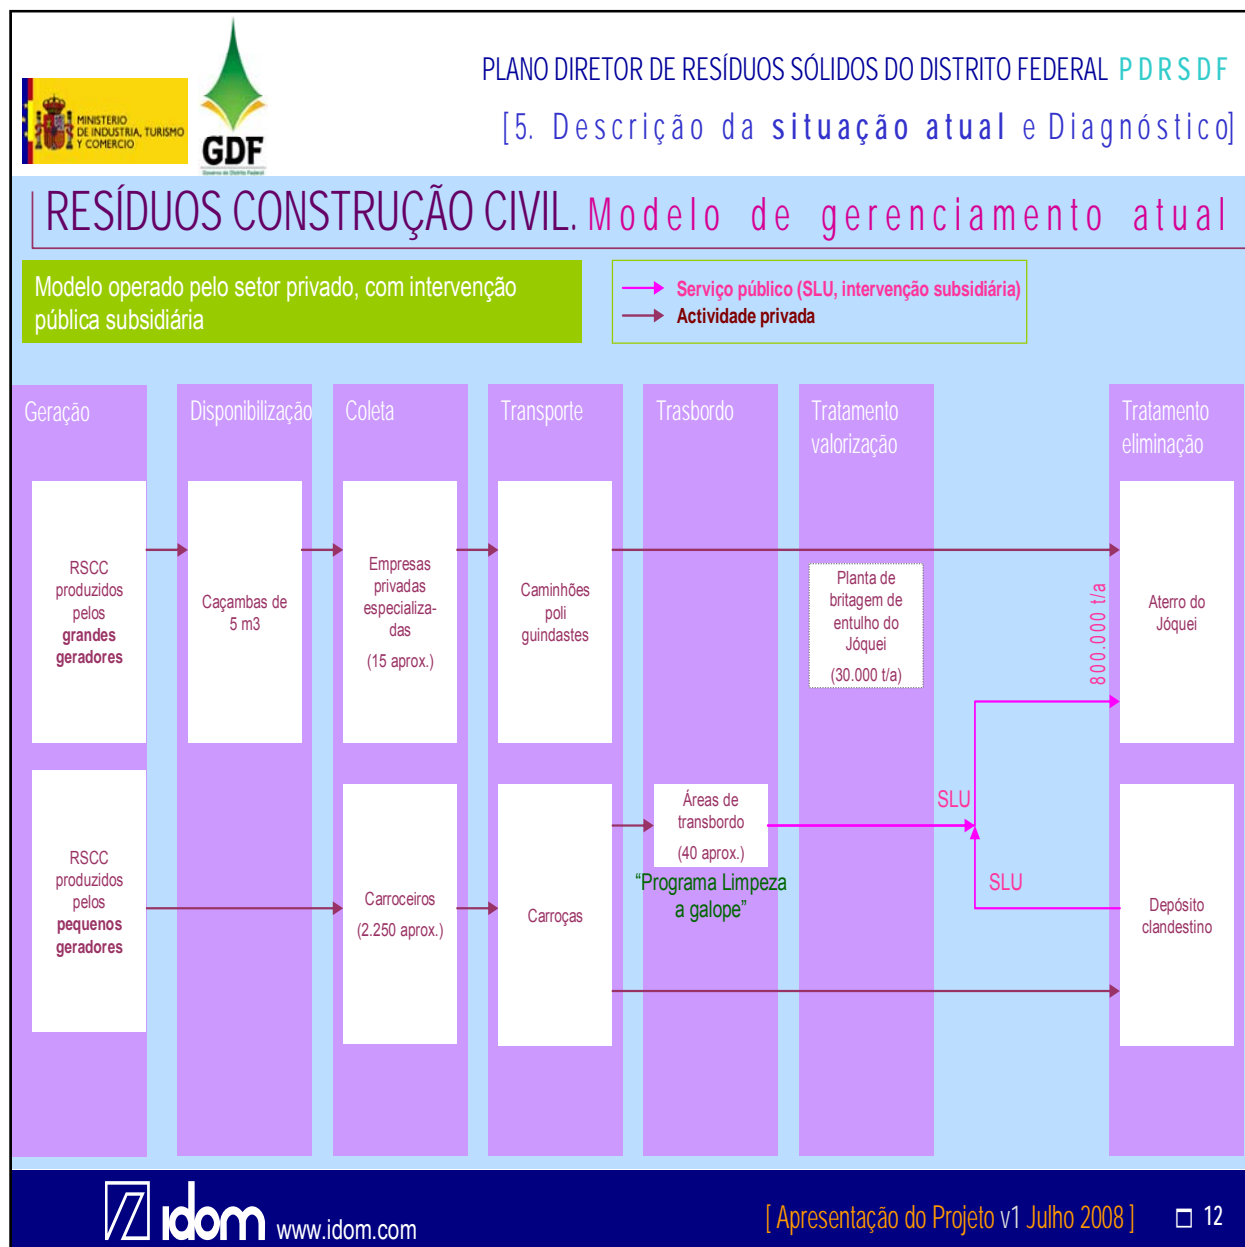 MINISTERIO
DE INDUSTRIA, TURISMO
Y COMERCIO
GDF
Governo do Distrito Federal
PLANO DIRETOR DE RESÍDUOS SÓLIDOS DO DISTRITO FEDERAL PDRSDF
[5. Descrição da situação atual e Diagnóstico]
RESÍDUOS CONSTRUÇÃO CIVIL. Modelo de gerenciamento atual
Modelo operado pelo setor privado, com intervenção
pública subsidiária
Serviço público (SLU, intervenção subsidiária)
Actividade privada
Geração
Disponibilização
Coleta
Transporte
Trasbordo
Tratamento
valorização
Tratamento
eliminação
RSCC
produzidos
pelos
grandes
geradores
Caçambas de
5 m3
Empresas
privadas
especializa-
das
(15 aprox.)
Caminhões
poli
guindastes
Planta de
britagem de
entulho do
Jóquei
(30.000 t/a)
800.000 t/a
Aterro do
Jóquei
RSCC
produzidos
pelos
pequenos
geradores
Carroceiros
(2.250 aprox.)
Carroças
Áreas de
transbordo
(40 aprox.)
“Programa Limpeza
a galope”
SLU
SLU
Depósito
clandestino
idom www.idom.com
[ Apresentação do Projeto v1 Julho 2008 ]
12